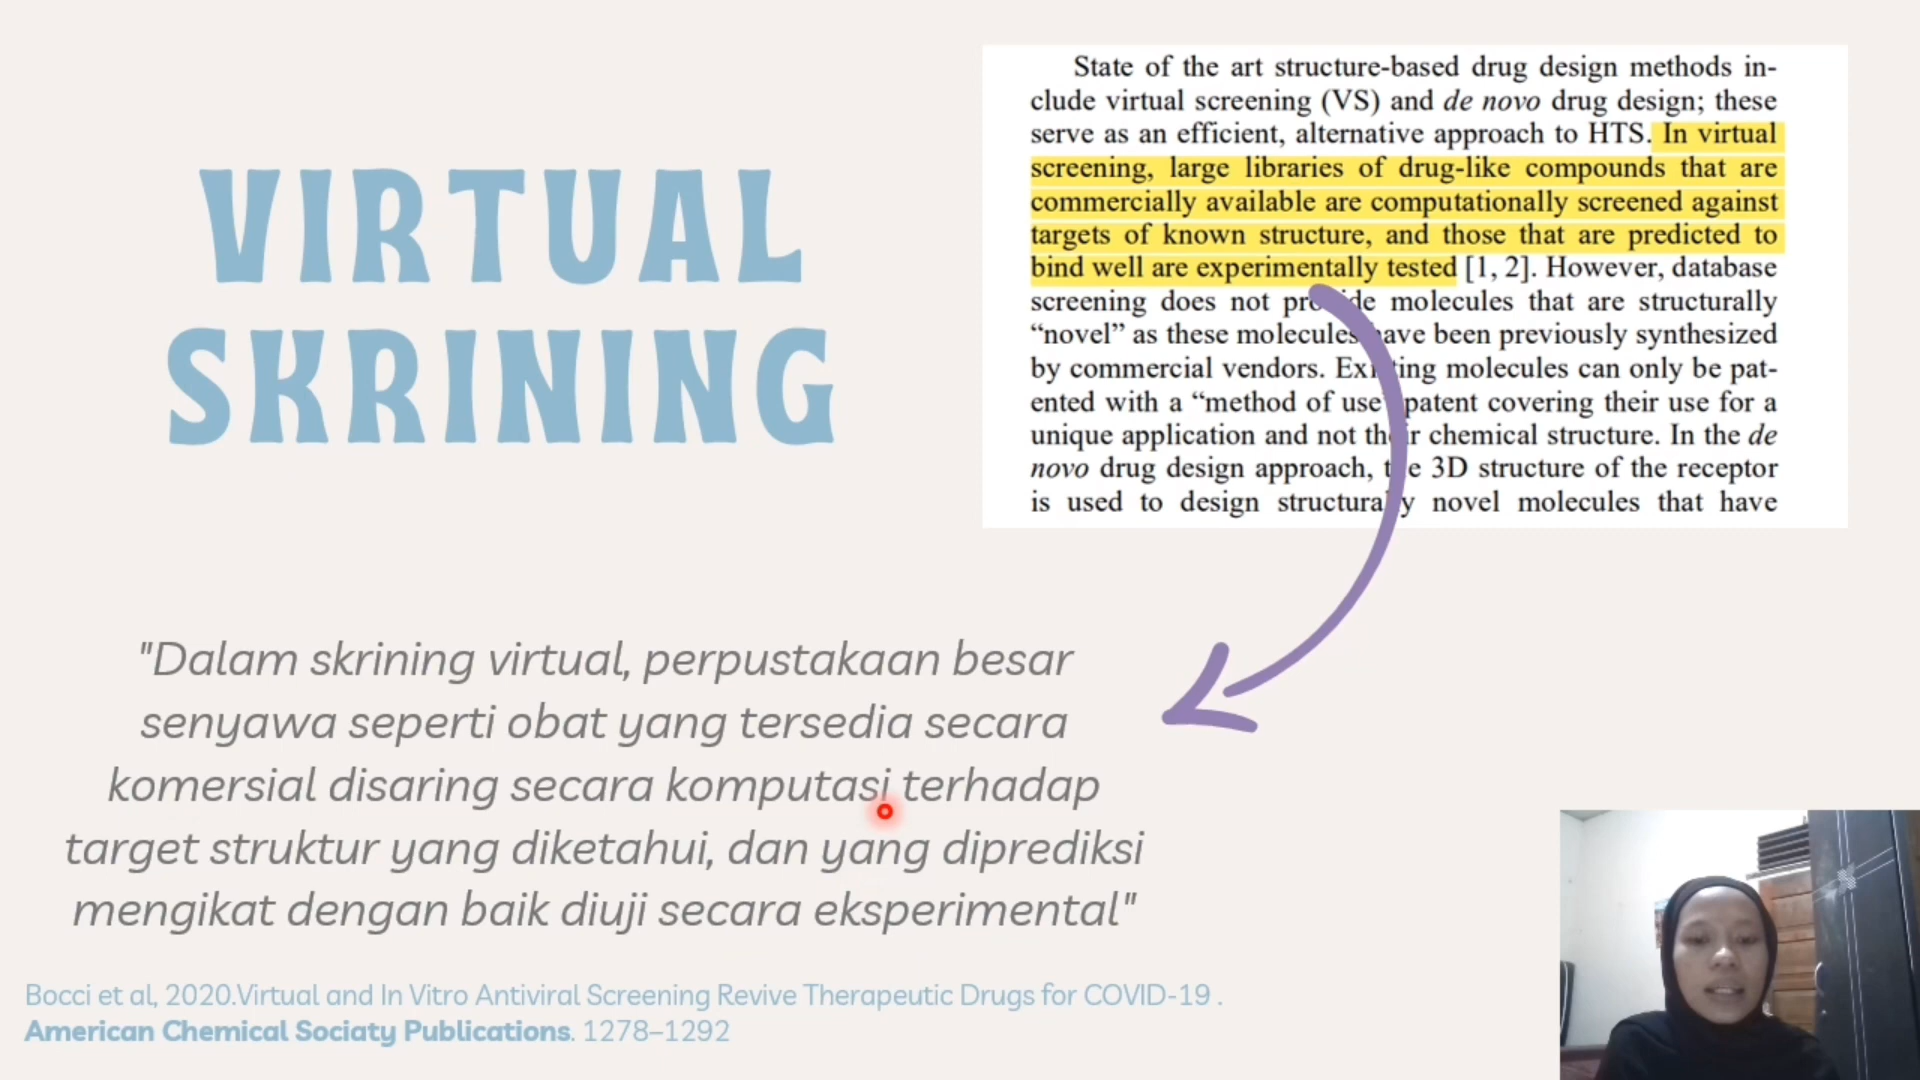 VIRTUAL
SKRINING
State of the art structure-based drug design methods in-
clude virtual screening (VS) and de novo drug design; these
serve as an efficient, alternative approach to HTS. In virtual
screening, large libraries of drug-like compounds that are
commercially available are computationally screened against
targets of known structure, and those that are predicted to
bind well are experimentally tested [1, 2]. However, database
screening does not provide molecules that are structurally
“novel” as these molecules have been previously synthesized
by commercial vendors. Existing molecules can only be pat-
ented with a “method of use” patent covering their use for a
unique application and not their chemical structure. In the de
novo drug design approach, the 3D structure of the receptor
is used to design structurally novel molecules that have
"Dalam skrining virtual, perpustakaan besar
senyawa seperti obat yang tersedia secara
komersial disaring secara komputasi terhadap
target struktur yang diketahui, dan yang diprediksi
mengikat dengan baik diuji secara eksperimental"
Bocci et al, 2020.Virtual and In Vitro Antiviral Screening Revive Therapeutic Drugs for COVID-19 .
American Chemical Sociaty Publications. 1278–1292